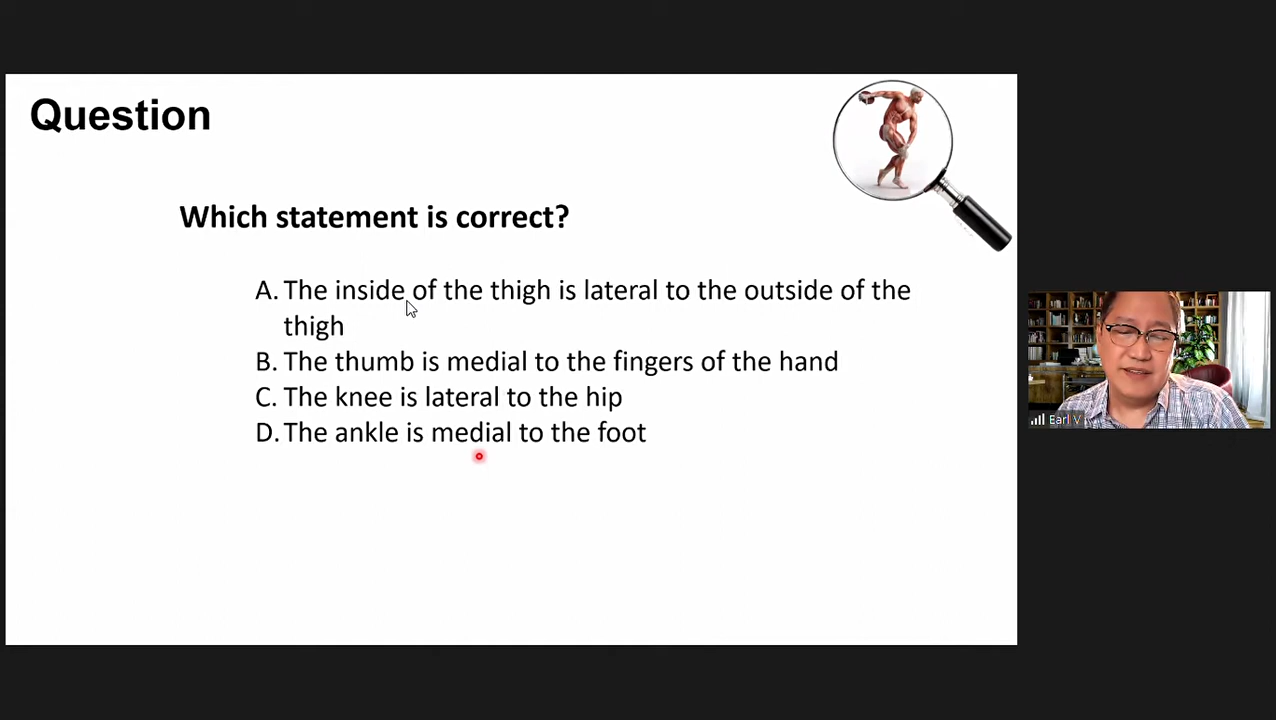 Question
Which statement is correct?
A. The inside of the thigh is lateral to the outside of the
thigh
B. The thumb is medial to the fingers of the hand
C. The knee is lateral to the hip
D. The ankle is medial to the foot
Earl V